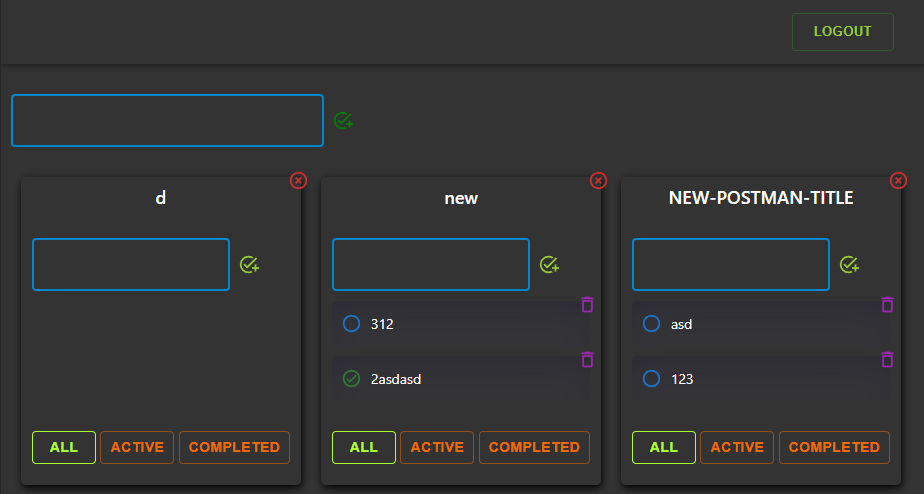 LOGOUT
d
new
NEW-POSTMAN-TITLE
312
asd
2asdasd
123
ALL ACTIVE COMPLETED
ALL ACTIVE COMPLETED
ALL ACTIVE COMPLETED